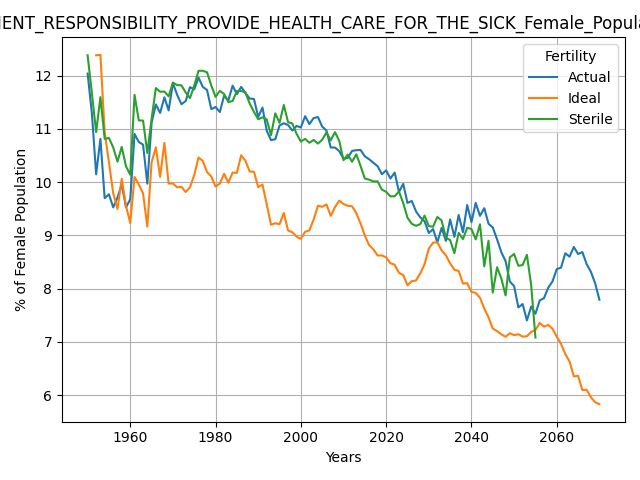 MENT_RESPONSIBILITY_PROVIDE_HEALTH_CARE_FOR_THE_SICK_Female_Popula
Fertility
Actual
Ideal
Sterile
% of Female Population
12
11
10
9
8
7
6
1960
1980
2000
2020
2040
2060
Years